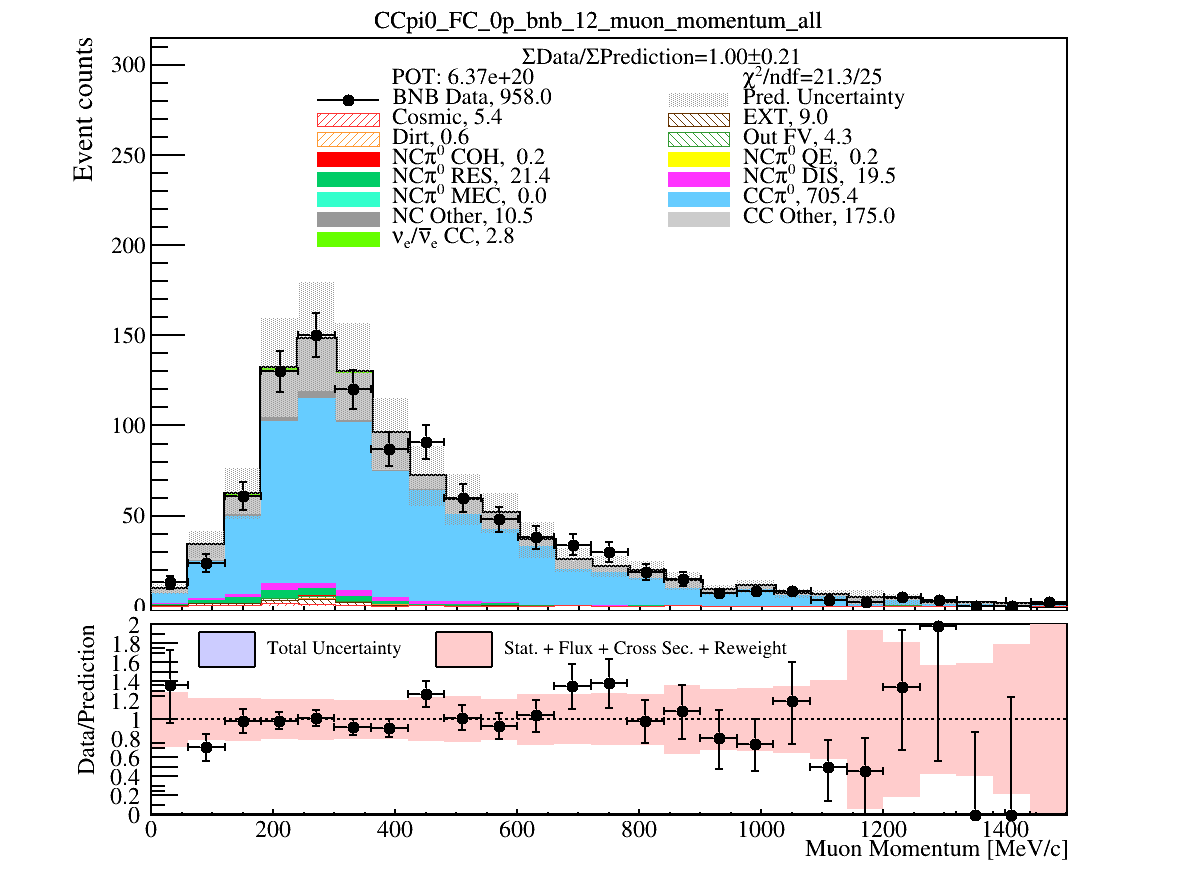 CCpi0_FC_0p_bnb_12_muon_momentum_all
ΣData/ΣPrediction=1.00±0.21
POT: 6.37e+20
χ²/ndf=21.3/25
BNB Data, 958.0
Pred. Uncertainty
Cosmic, 5.4
EXT, 9.0
Dirt, 0.6
Out FV, 4.3
NCπ⁰ COH, 0.2
NCπ⁰ QE, 0.2
NCπ⁰ RES, 21.4
NCπ⁰ DIS, 19.5
NCπ⁰ MEC, 0.0
CCπ⁰, 705.4
NC Other, 10.5
CC Other, 175.0
νₑ/ν̅ₑ CC, 2.8
Event counts
300
250
200
150
100
50
0
Total Uncertainty
Stat. + Flux + Cross Sec. + Reweight
Data/Prediction
2
1.8
1.6
1.4
1.2
1
0.8
0.6
0.4
0.2
0
0 200 400 600 800 1000 1200 1400
Muon Momentum [MeV/c]